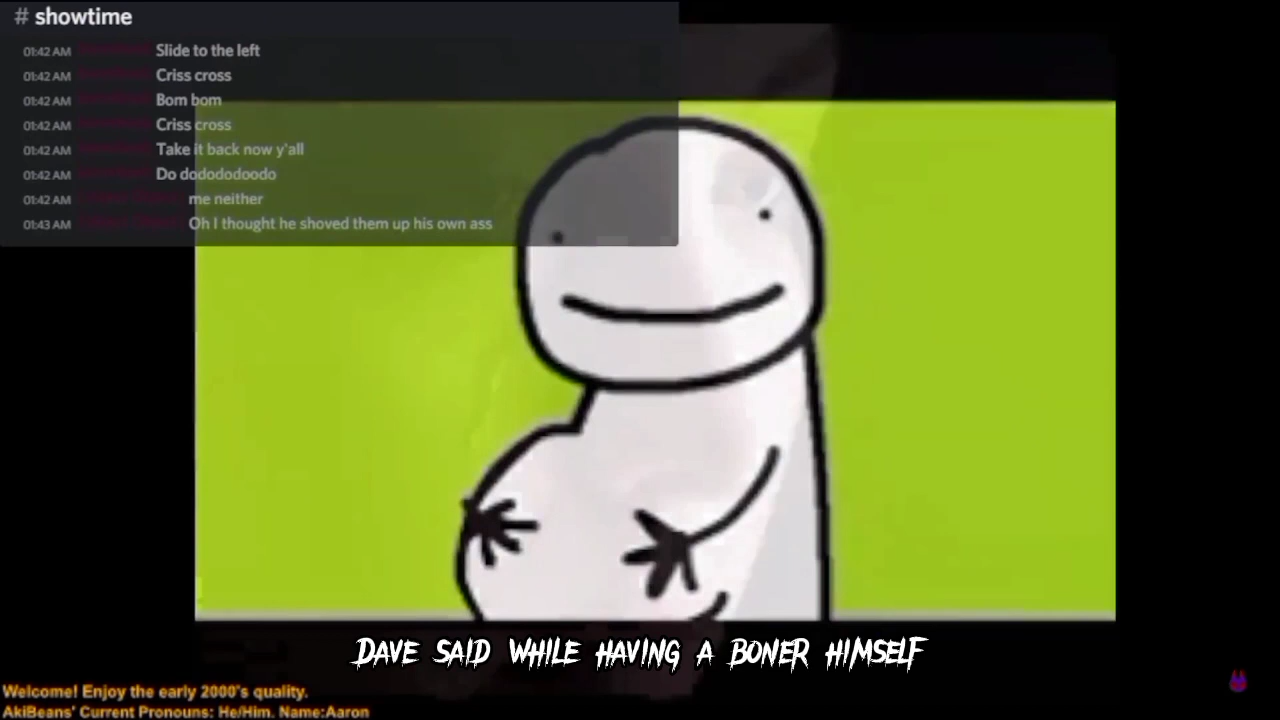 # showtime
01:42 AM Slide to the left
01:42 AM Criss cross
01:42 AM Bom bom
01:42 AM Criss cross
01:42 AM Take it back now y'all
01:42 AM Do dodododoodo
01:42 AM me neither
01:43 AM Oh I thought he shoved them up his own ass
DAVE SAID WHILE HAVING A BONER HIMSELF
Welcome! Enjoy the early 2000's quality.
AkiBeans' Current Pronouns: He/Him. Name:Aaron